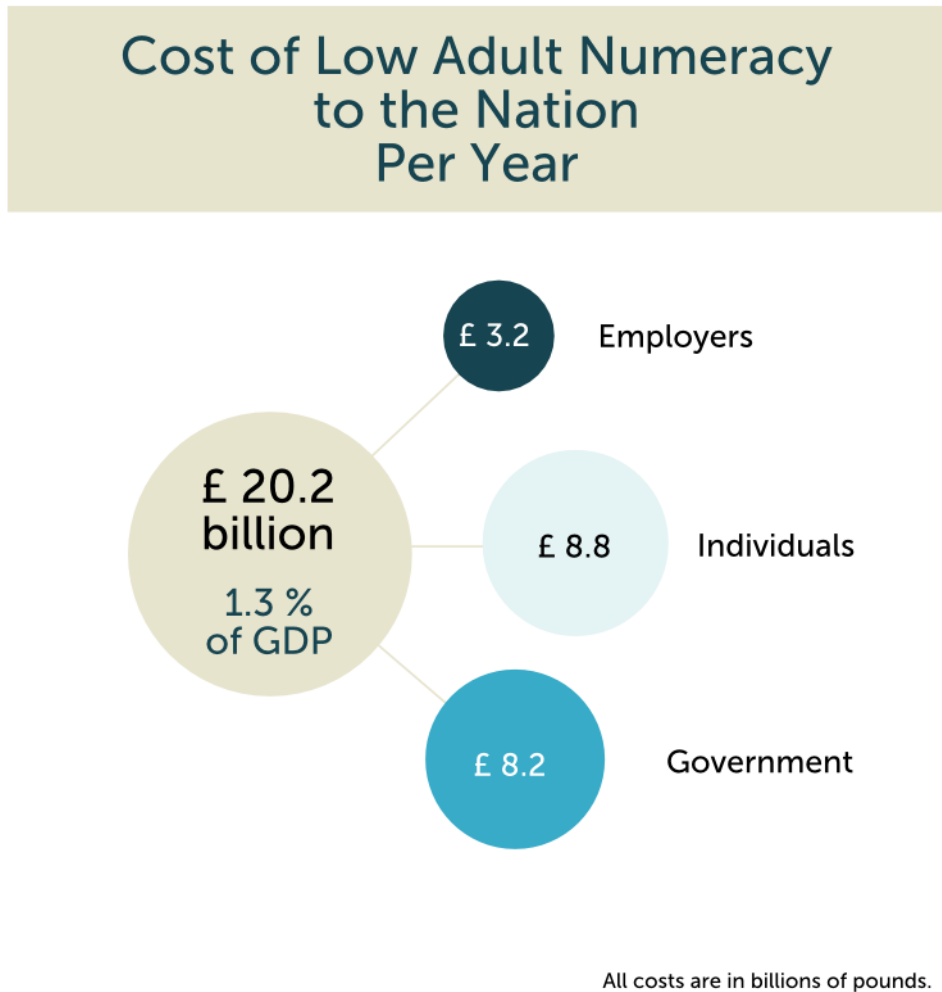 Cost of Low Adult Numeracy
to the Nation
Per Year
£ 3.2
Employers
£ 20.2
billion
1.3 %
of GDP
£ 8.8
Individuals
£ 8.2
Government
All costs are in billions of pounds.